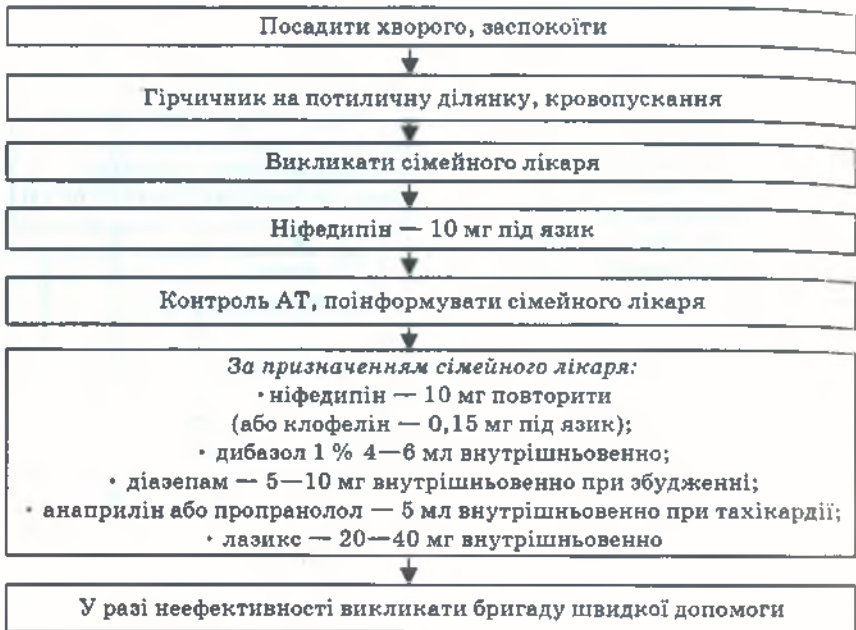 Посадити хворого, заспокоїти
Гірчичник на потиличну ділянку, кровопускання
Викликати сімейного лікаря
Ніфедипін — 10 мг під язик
Контроль АТ, поінформувати сімейного лікаря
За призначенням сімейного лікаря:
• ніфедипін — 10 мг повторити
(або клофелін — 0,15 мг під язик);
• дибазол 1 % 4—6 мл внутрішньовенно;
• діазепам — 5—10 мг внутрішньовенно при збудженні;
• анаприлін або пропранолол — 5 мл внутрішньовенно при тахікардії;
• лазикс — 20—40 мг внутрішньовенно
У разі неефективності викликати бригаду швидкої допомоги